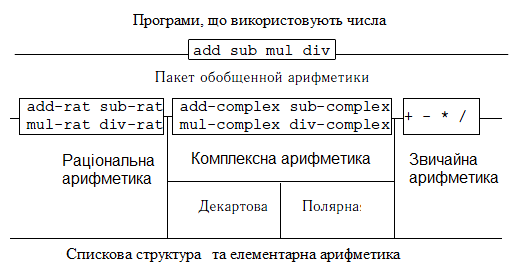 Програми, що використовують числа
add sub mul div
Пакет обобщенной арифметики
add-rat sub-rat
mul-rat div-rat
add-complex sub-complex
mul-complex div-complex
+ - * /
Раціональна
арифметика
Комплексна арифметика
Звичайна
арифметика
Декартова
Полярна:
Спискова структура та елементарна арифметика